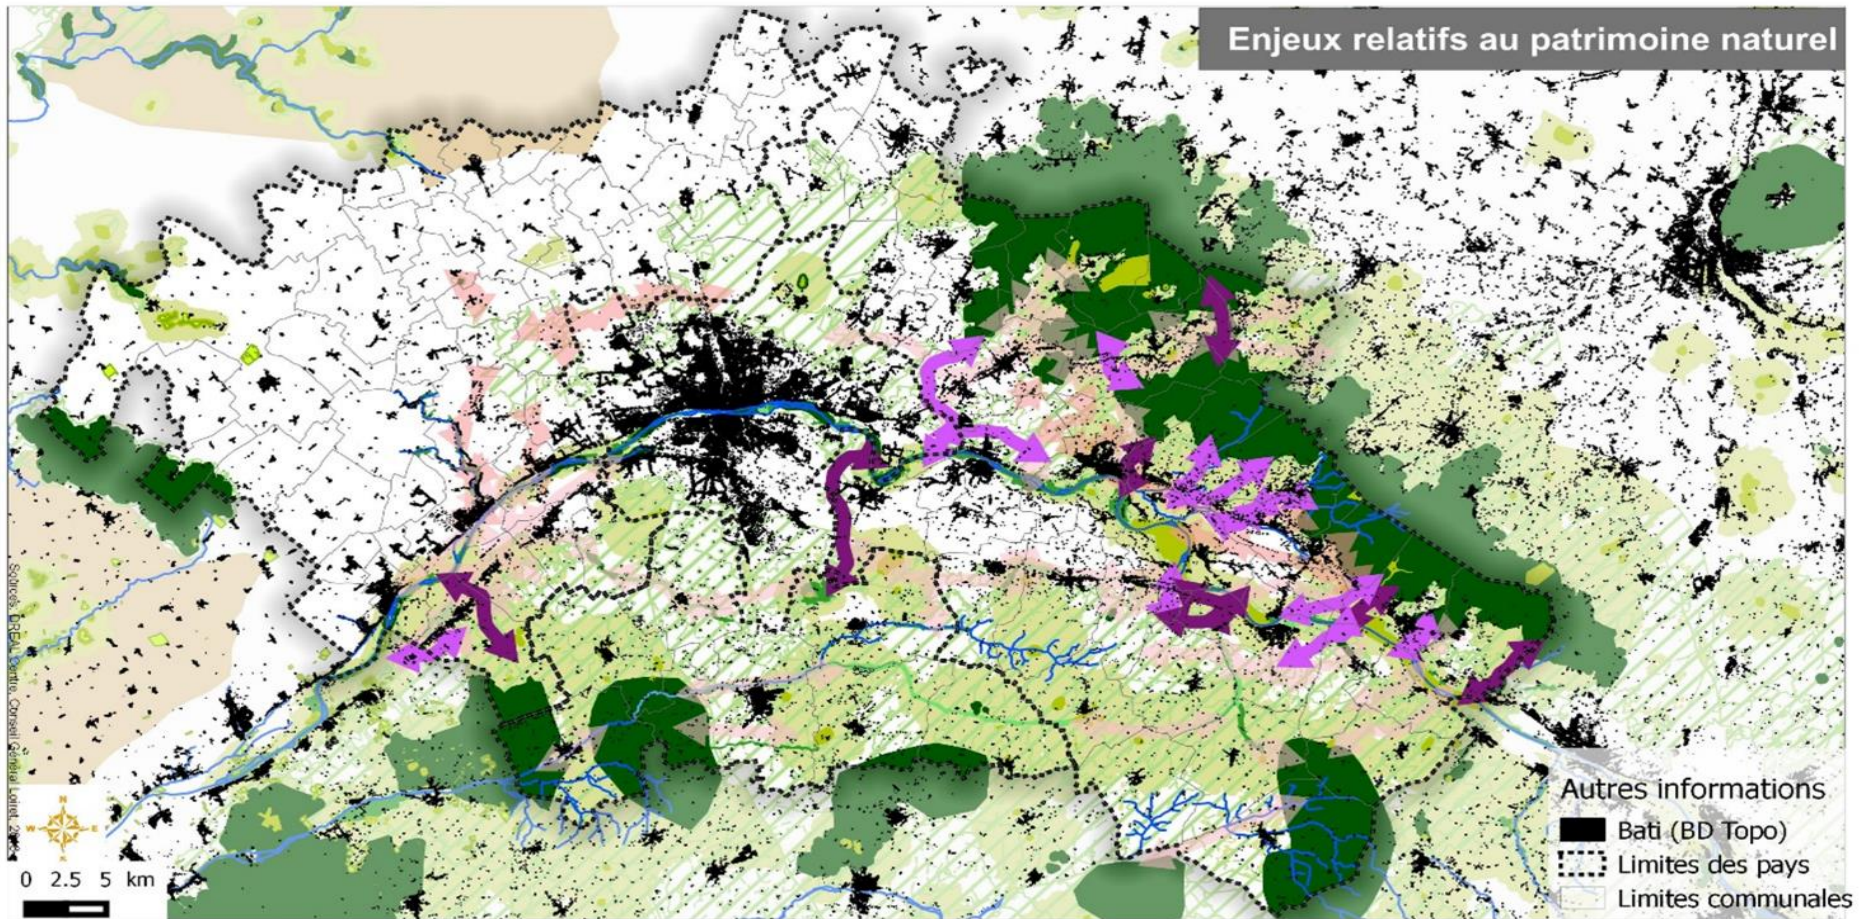 Enjeux relatifs au patrimoine naturel
N
W
E
0 2.5 5 km
Autres informations
Bati (BD Topo)
Limites des pays
Limites communales